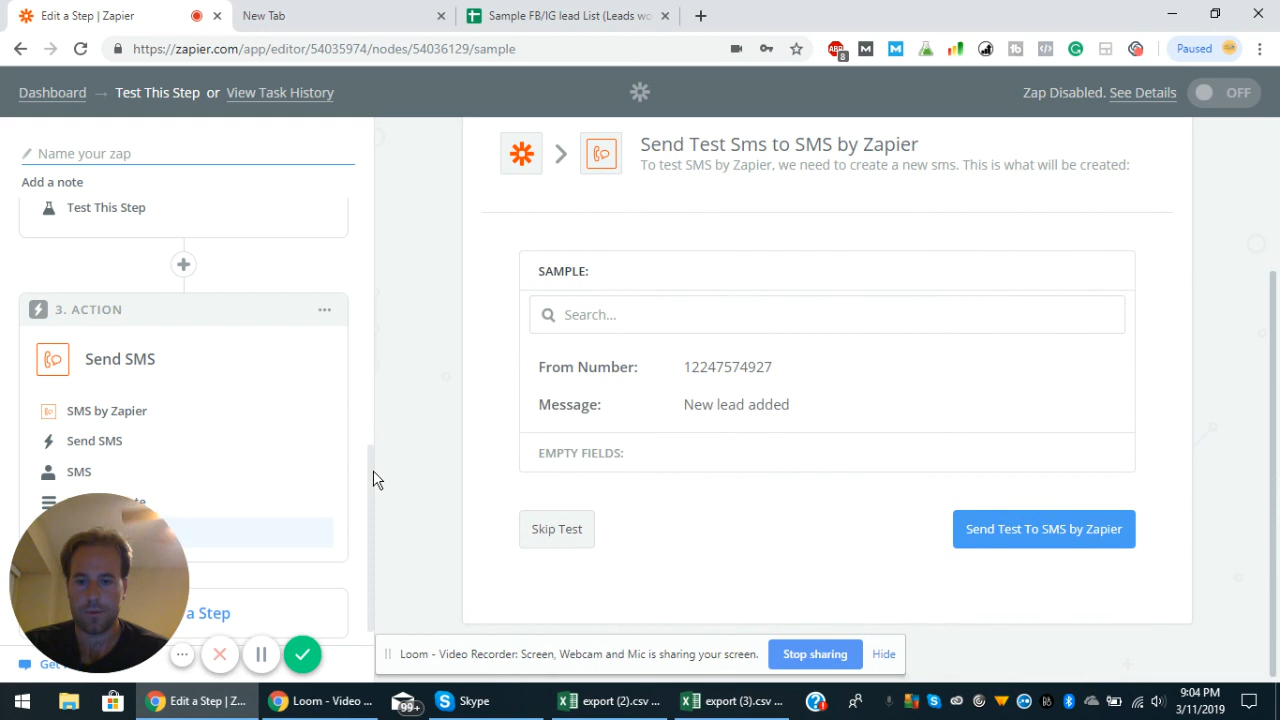 Edit a Step | Zapier
New Tab
Sample FB/IG lead List (Leads wo
https://zapier.com/app/editor/54035974/nodes/54036129/sample
8
Paused
Dashboard → Test This Step or View Task History
Zap Disabled. See Details
OFF
Name your zap
Add a note
Test This Step
3. ACTION
Send SMS
SMS by Zapier
Send SMS
SMS
a Step
Send Test Sms to SMS by Zapier
To test SMS by Zapier, we need to create a new sms. This is what will be created:
SAMPLE:
Search...
From Number: 12247574927
Message: New lead added
EMPTY FIELDS:
Skip Test
Send Test To SMS by Zapier
Loom - Video Recorder: Screen, Webcam and Mic is sharing your screen.
Stop sharing
Hide
Edit a Step | Z...
Loom - Video ...
99+
Skype
export (2).csv ...
export (3).csv ...
9:04 PM
3/11/2019